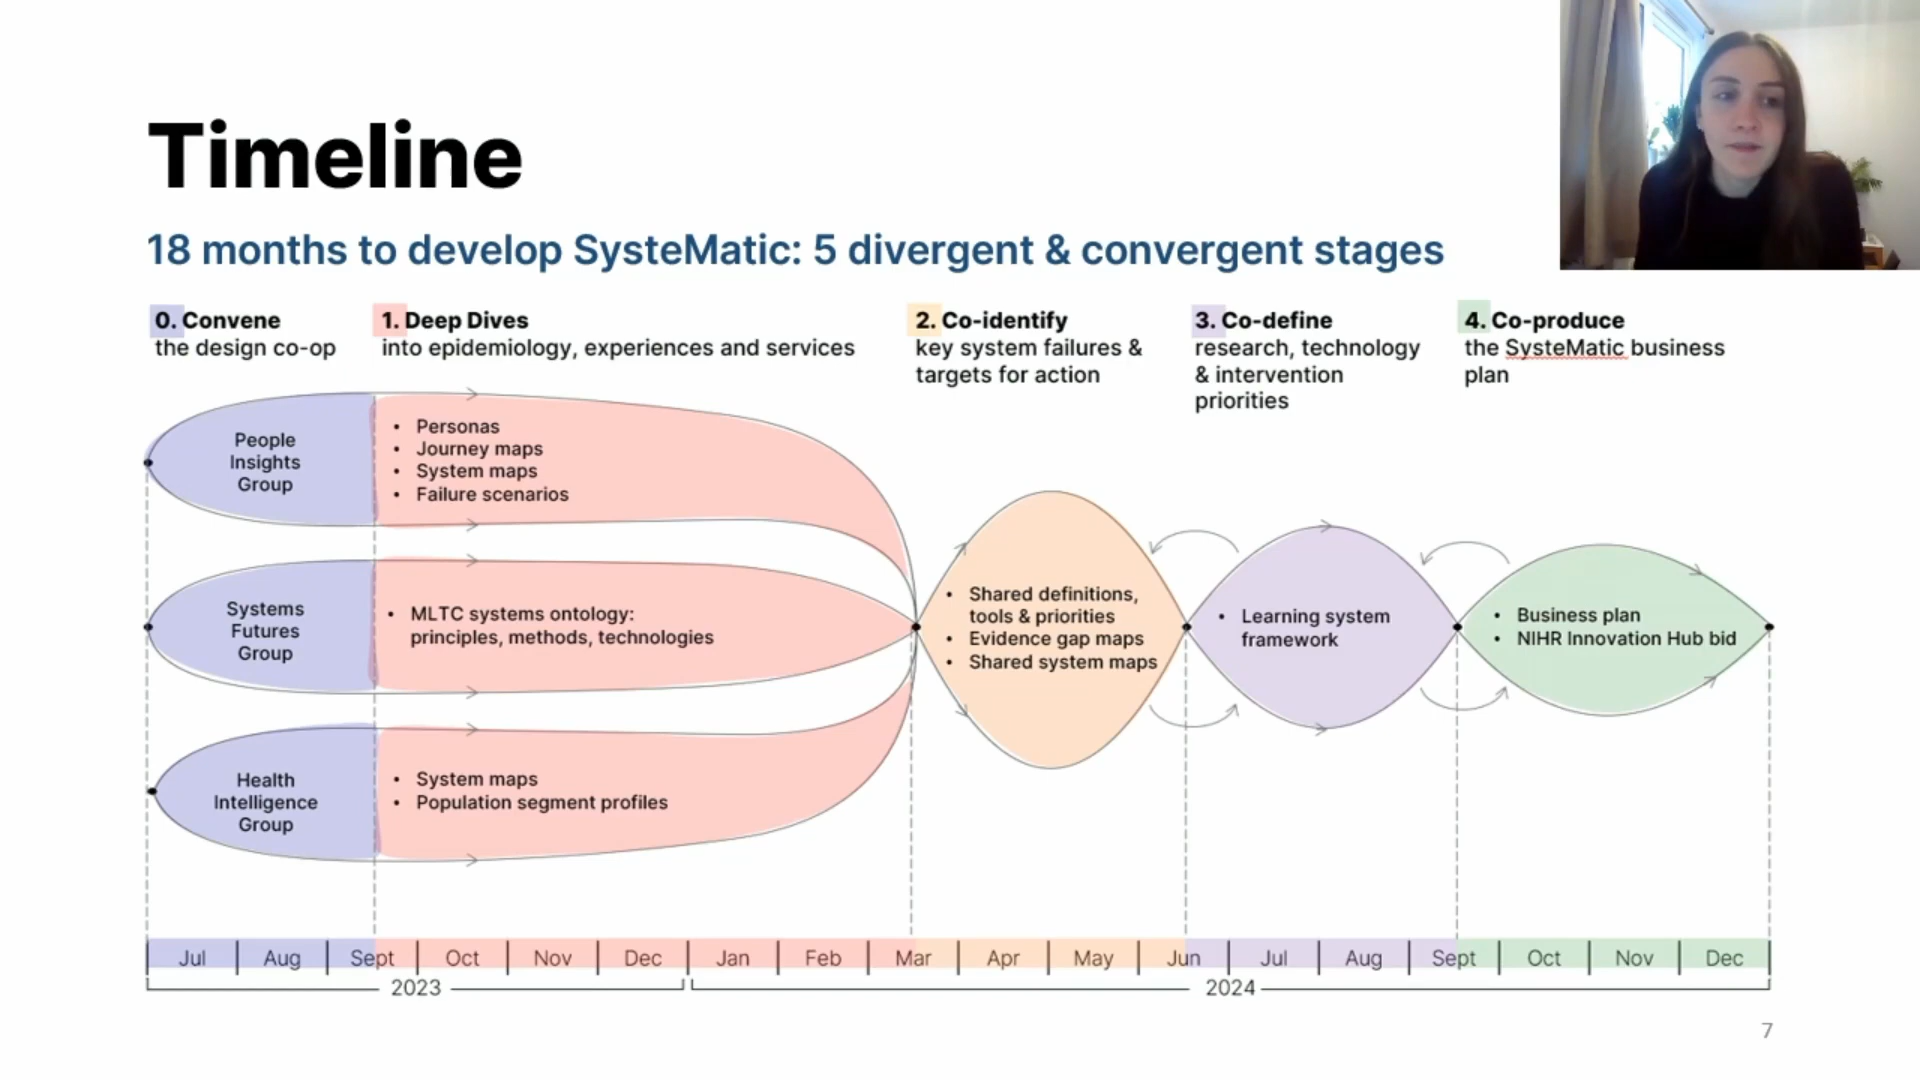 Timeline
18 months to develop SysteMatic: 5 divergent & convergent stages
0. Convene
the design co-op
1. Deep Dives
into epidemiology, experiences and services
2. Co-identify
key system failures &
targets for action
3. Co-define
research, technology
& intervention
priorities
4. Co-produce
the SysteMatic business
plan
People
Insights
Group
• Personas
• Journey maps
• System maps
• Failure scenarios
Systems
Futures
Group
• MLTC systems ontology:
principles, methods, technologies
Health
Intelligence
Group
• System maps
• Population segment profiles
• Shared definitions,
tools & priorities
• Evidence gap maps
• Shared system maps
• Learning system
framework
• Business plan
• NIHR Innovation Hub bid
Jul Aug Sept Oct Nov Dec Jan Feb Mar Apr May Jun Jul Aug Sept Oct Nov Dec
2023 2024
7